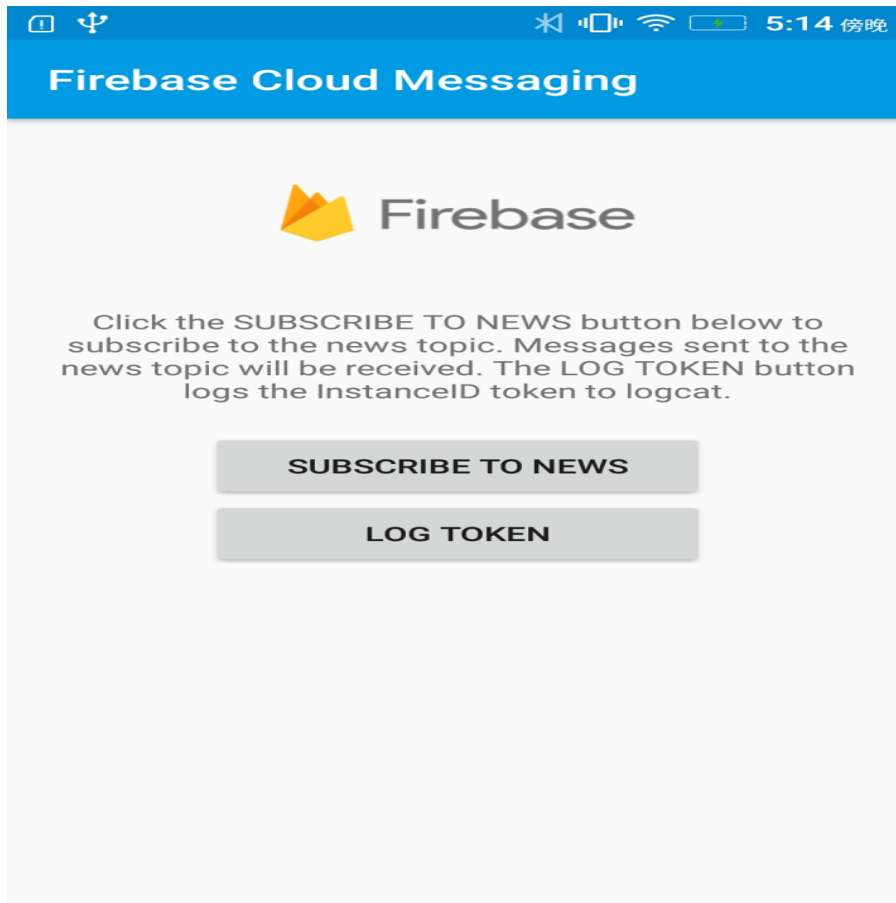 5:14 傍晚
Firebase Cloud Messaging
Firebase
Click the SUBSCRIBE TO NEWS button below to
subscribe to the news topic. Messages sent to the
news topic will be received. The LOG TOKEN button
logs the InstanceID token to logcat.
SUBSCRIBE TO NEWS
LOG TOKEN